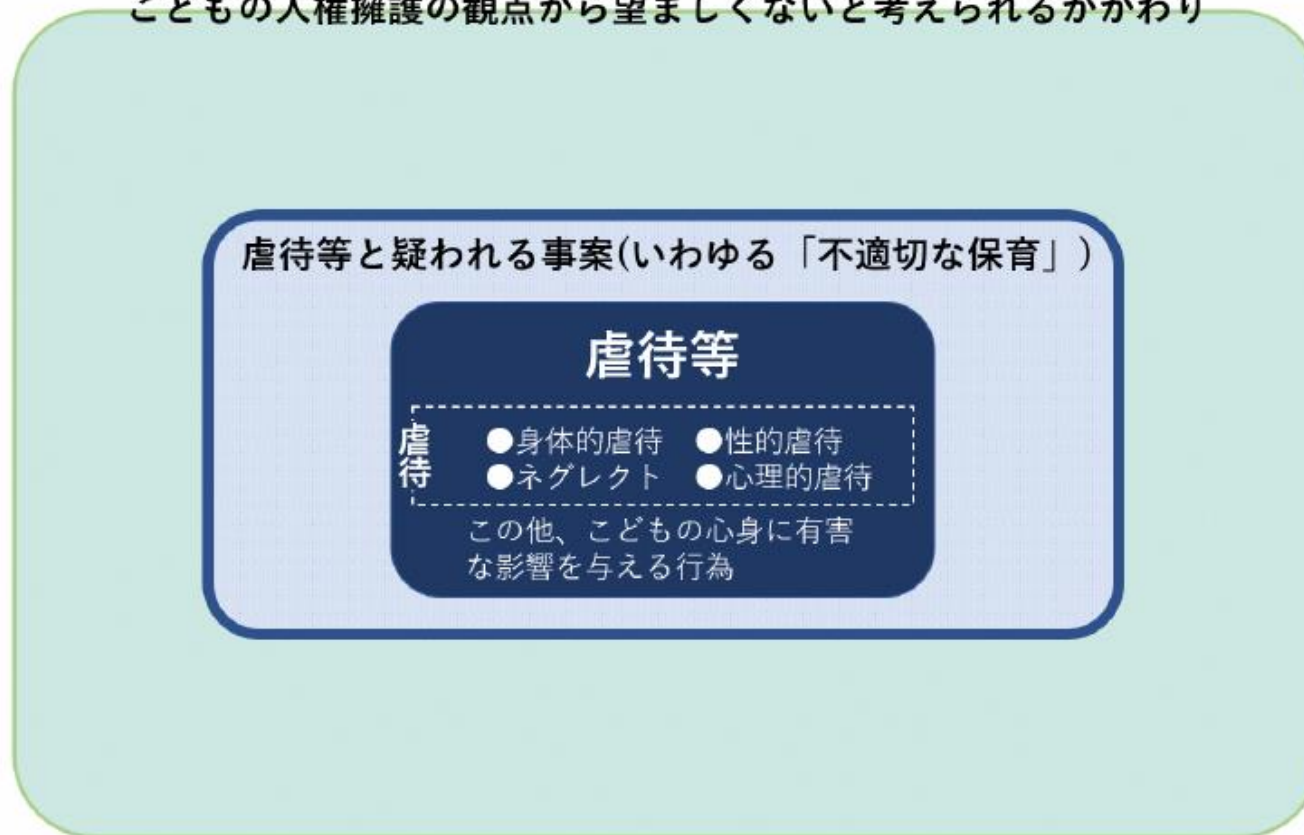 こどもの人権擁護の観点から望ましくないと考えられるかかわり
虐待等と疑われる事案(いわゆる「不適切な保育」)
虐待等
虐待
●身体的虐待 ●性的虐待
●ネグレクト ●心理的虐待
この他、こどもの心身に有害
な影響を与える行為